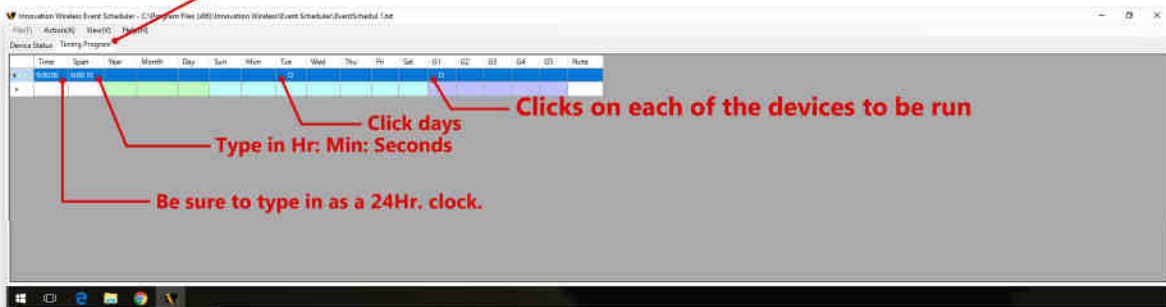 Innovation Wireless Event Scheduler - C:\Program Files (x86)\Innovation Wireless\Event Scheduler\EventSchedul 1.txt
File(F) Action(A) View(V) Help(H)
Device Status Timing Program
Time Span Year Month Day Sun Mon Tue Wed Thu Fri Sat G1 G2 G3 G4 G5 Note
Clicks on each of the devices to be run
Click days
Type in Hr: Min: Seconds
Be sure to type in as a 24Hr. clock.